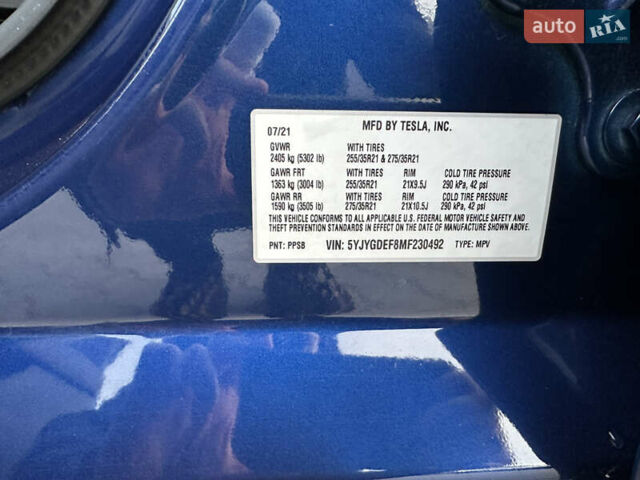 auto RIA
.com
07/21 MFD BY TESLA, INC.
GVWR WITH TIRES
2405 kg (5302 lb) 255/35R21 & 275/35R21
GAWR FRT WITH TIRES RIM COLD TIRE PRESSURE
1363 kg (3004 lb) 255/35R21 21X9.5J 290 kPa, 42 psi
GAWR RR WITH TIRES RIM COLD TIRE PRESSURE
1590 kg (3505 lb) 275/35R21 21X10.5J 290 kPa, 42 psi
THIS VEHICLE CONFORMS TO ALL APPLICABLE U.S. FEDERAL MOTOR VEHICLE SAFETY AND
THEFT PREVENTION STANDARDS IN EFFECT ON THE DATE OF MANUFACTURE SHOWN ABOVE.
PNT: PPSB VIN: 5YJYGDEF8MF230492 TYPE: MPV